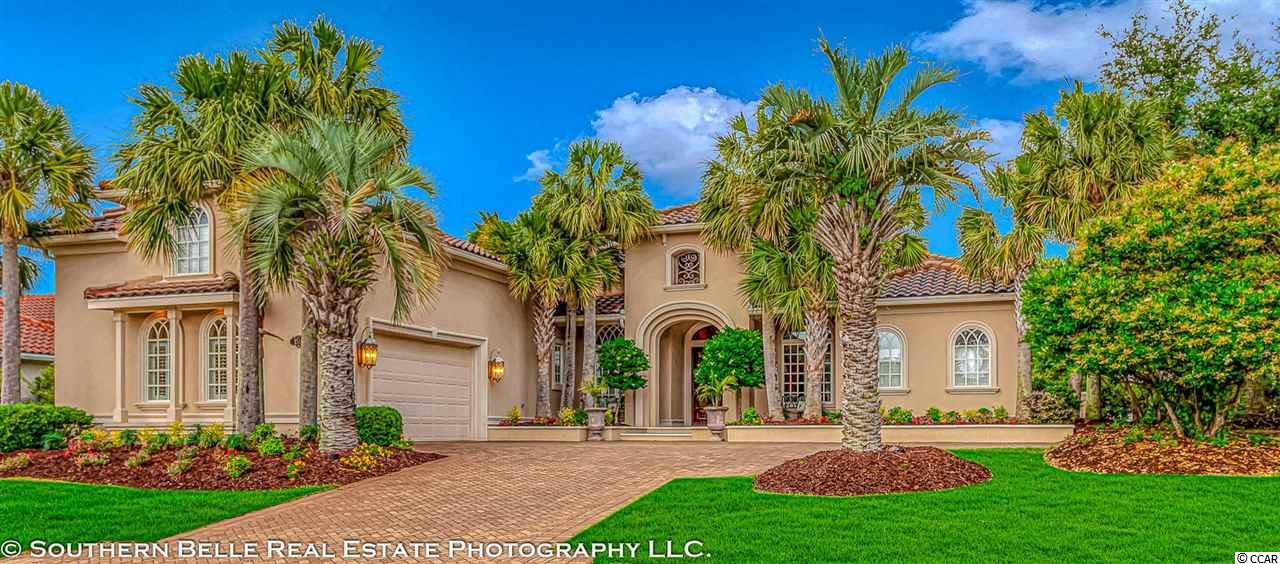 © Southern Belle Real Estate Photography LLC.
© CCAR